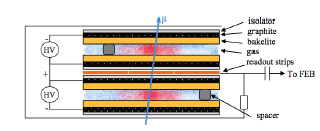 μ
isolator
graphite
bakelite
gas
readout strips
HV
+
-
To FEB
HV
spacer